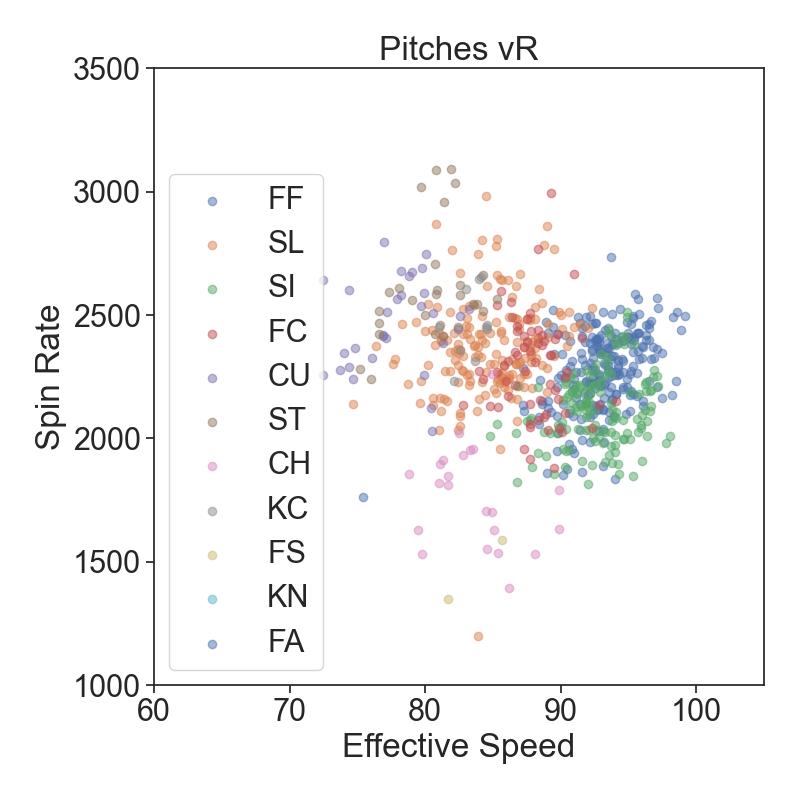 Pitches vR
3500
3000
2500
2000
1500
1000
Spin Rate
FF
SL
SI
FC
CU
ST
CH
KC
FS
KN
FA
60 70 80 90 100
Effective Speed